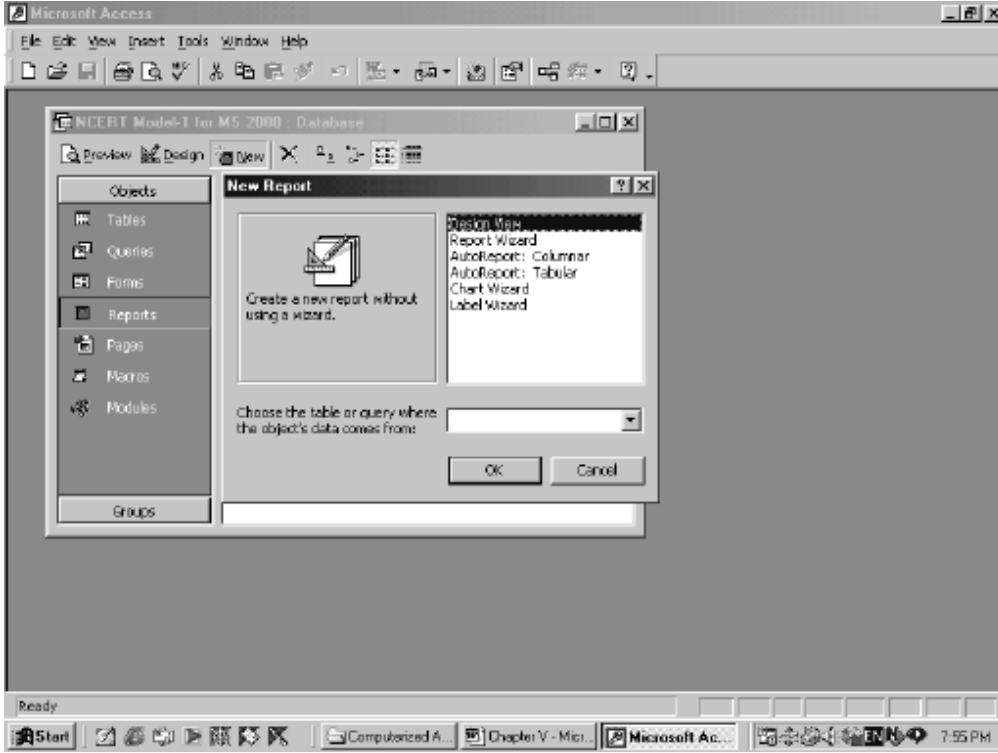 Microsoft Access
File Edit View Insert Tools Window Help
NCERT Model-1 for MS 2000 : Database
Preview Design New
Objects
Tables
Queries
Forms
Reports
Pages
Macros
Modules
Groups
New Report
Create a new report without
using a wizard.
Design View
Report Wizard
AutoReport: Columnar
AutoReport: Tabular
Chart Wizard
Label Wizard
Choose the table or query where
the object's data comes from:
OK Cancel
Ready
Start Computerized A... Chapter V - Micr... Microsoft Ac... EN 7:55 PM